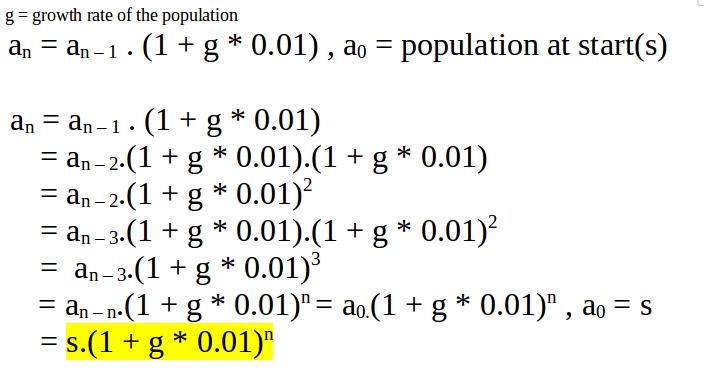 g = growth rate of the population
aₙ = aₙ₋₁ . (1 + g * 0.01) , a₀ = population at start(s)
aₙ = aₙ₋₁ . (1 + g * 0.01)
= aₙ₋₂.(1 + g * 0.01).(1 + g * 0.01)
= aₙ₋₂.(1 + g * 0.01)²
= aₙ₋₃.(1 + g * 0.01).(1 + g * 0.01)²
= aₙ₋₃.(1 + g * 0.01)³
= aₙ₋ₙ.(1 + g * 0.01)ⁿ = a₀.(1 + g * 0.01)ⁿ , a₀ = s
= s.(1 + g * 0.01)ⁿ